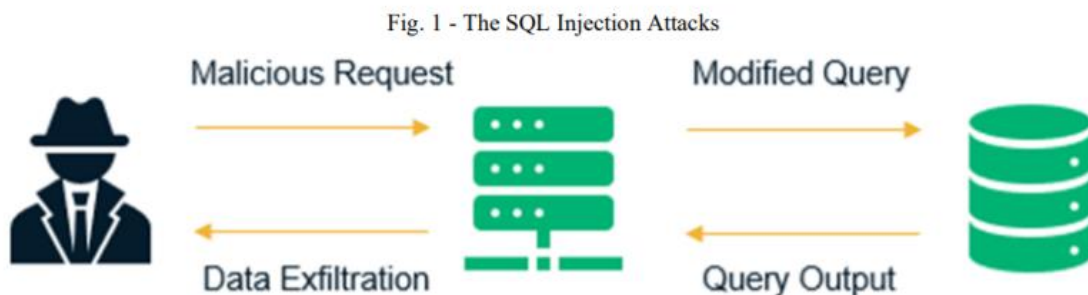 Fig. 1 - The SQL Injection Attacks
Malicious Request
Modified Query
Data Exfiltration
Query Output